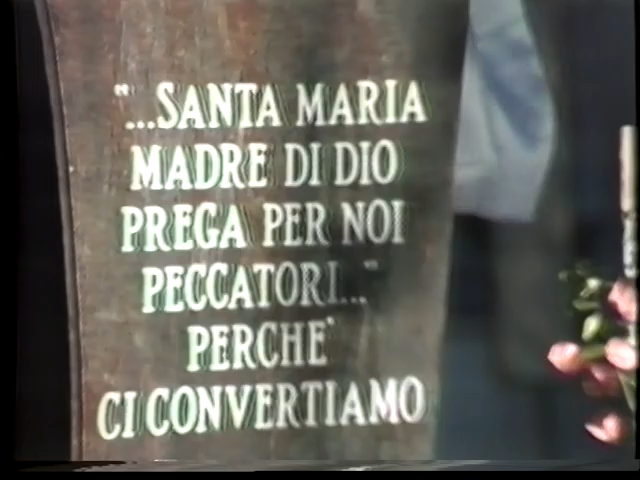 "...SANTA MARIA
MADRE DI DIO
PREGA PER NOI
PECCATORI..."
PERCHE'
CI CONVERTIAMO